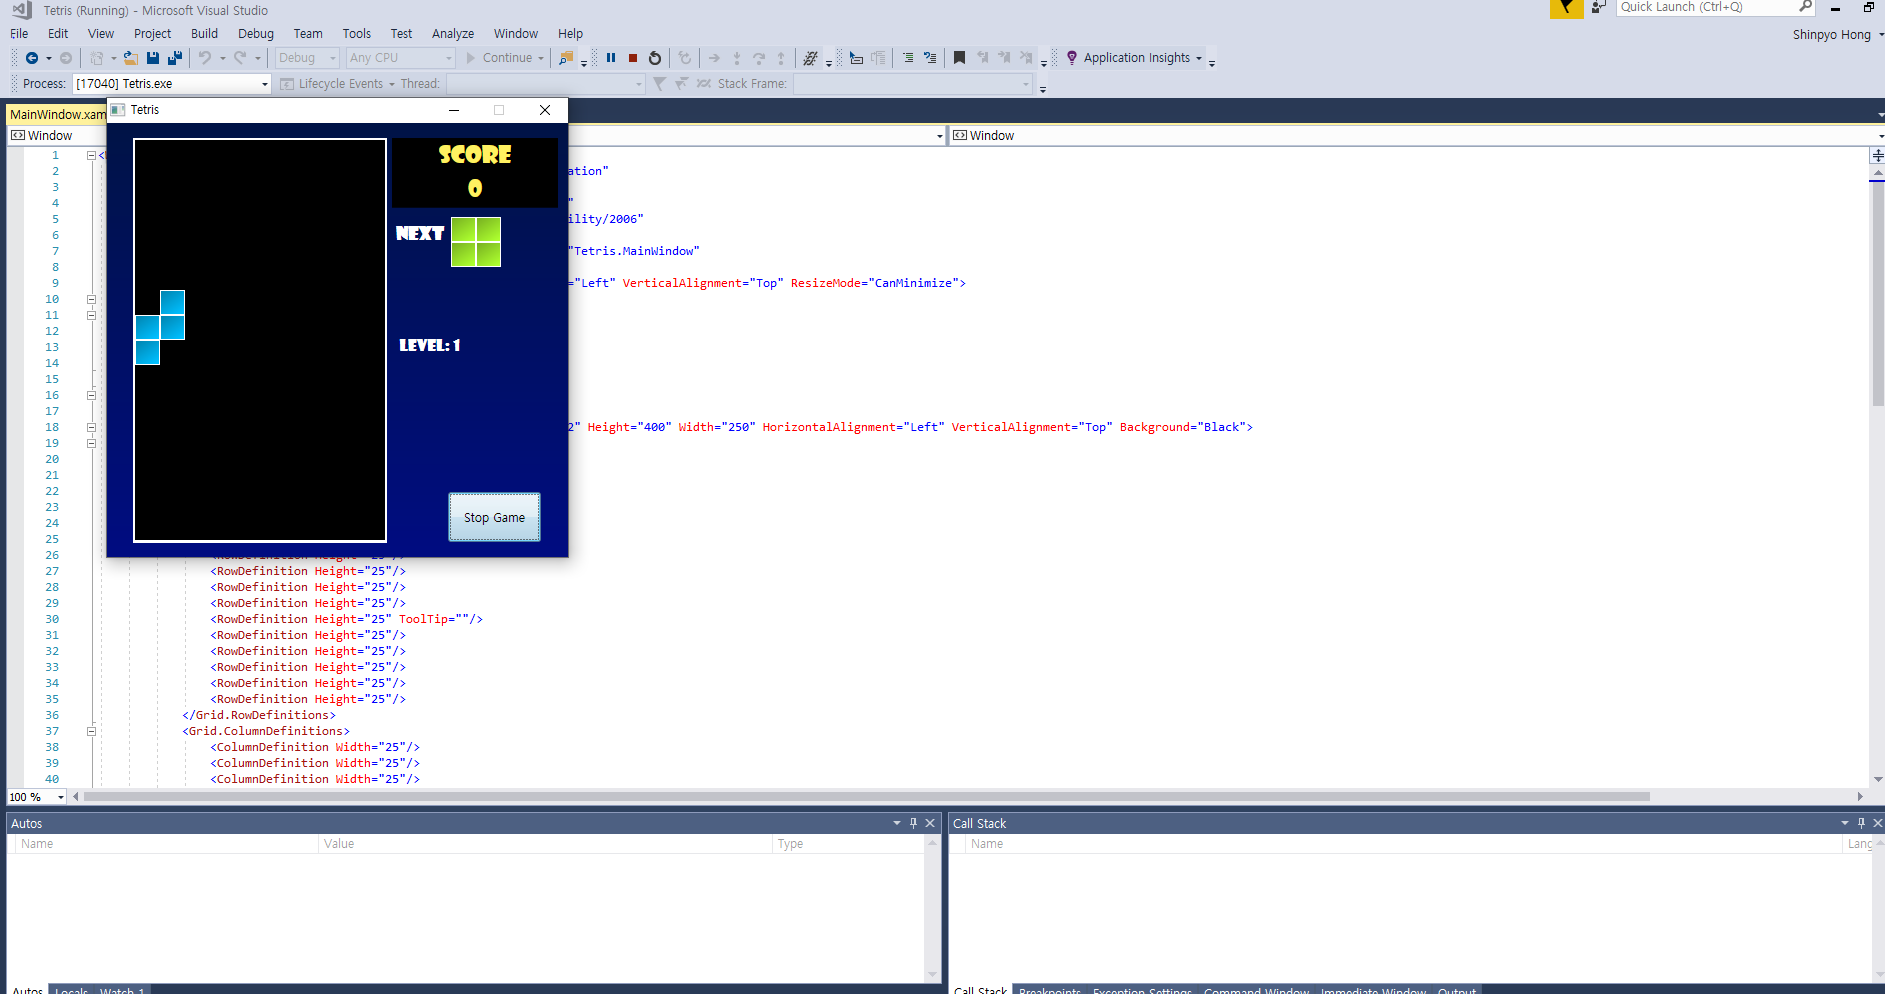 Tetris (Running) - Microsoft Visual Studio
Quick Launch (Ctrl+Q)
File Edit View Project Build Debug Team Tools Test Analyze Window Help
Shinpyo Hong
Debug Any CPU Continue Application Insights
Process: [17040] Tetris.exe Lifecycle Events Thread: Stack Frame:
MainWindow.xam
Window
Window
Tetris
SCORE
0
NEXT
LEVEL: 1
Stop Game
1 <
2 ation"
3
4 "
5 ility/2006"
6
7 "Tetris.MainWindow"
8
9 ="Left" VerticalAlignment="Top" ResizeMode="CanMinimize">
10
11
12
13
14
15
16
17
18 2" Height="400" Width="250" HorizontalAlignment="Left" VerticalAlignment="Top" Background="Black">
19
20
21
22
23
24
25
26 <RowDefinition Height="25"/>
27 <RowDefinition Height="25"/>
28 <RowDefinition Height="25"/>
29 <RowDefinition Height="25"/>
30 <RowDefinition Height="25" ToolTip=""/>
31 <RowDefinition Height="25"/>
32 <RowDefinition Height="25"/>
33 <RowDefinition Height="25"/>
34 <RowDefinition Height="25"/>
35 <RowDefinition Height="25"/>
36 </Grid.RowDefinitions>
37 <Grid.ColumnDefinitions>
38 <ColumnDefinition Width="25"/>
39 <ColumnDefinition Width="25"/>
40 <ColumnDefinition Width="25"/>
100 %
Autos
Name Value Type
Call Stack
Name Lang
Autos Locals Watch 1
Call Stack Breakpoints Exception Settings Command Window Immediate Window Output